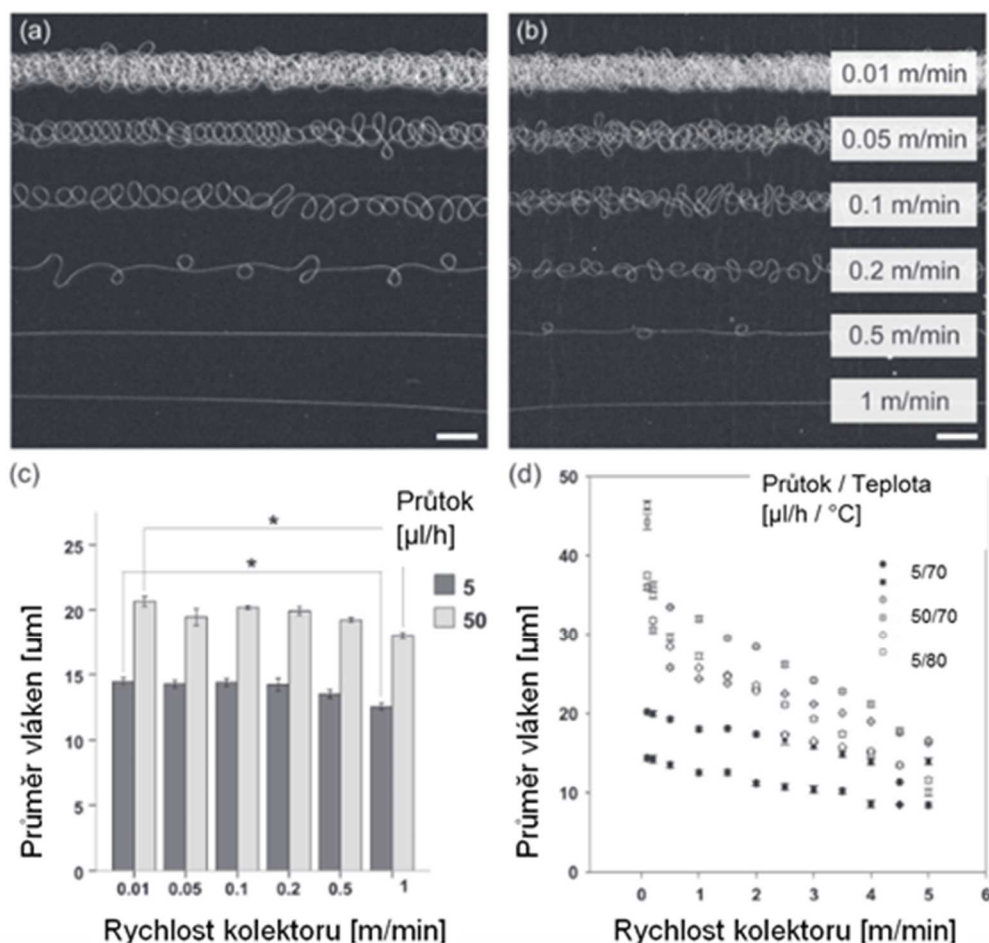 (a)
(b)
0.01 m/min
0.05 m/min
0.1 m/min
0.2 m/min
0.5 m/min
1 m/min
(c)
Průtok
[µl/h]
5
50
*
*
25
20
15
10
5
0
Průměr vláken [µm]
0.01 0.05 0.1 0.2 0.5 1
Rychlost kolektoru [m/min]
(d)
Průtok / Teplota
[µl/h / °C]
5/70
50/70
5/80
50
40
30
20
10
0
Průměr vláken [µm]
0 1 2 3 4 5 6
Rychlost kolektoru [m/min]